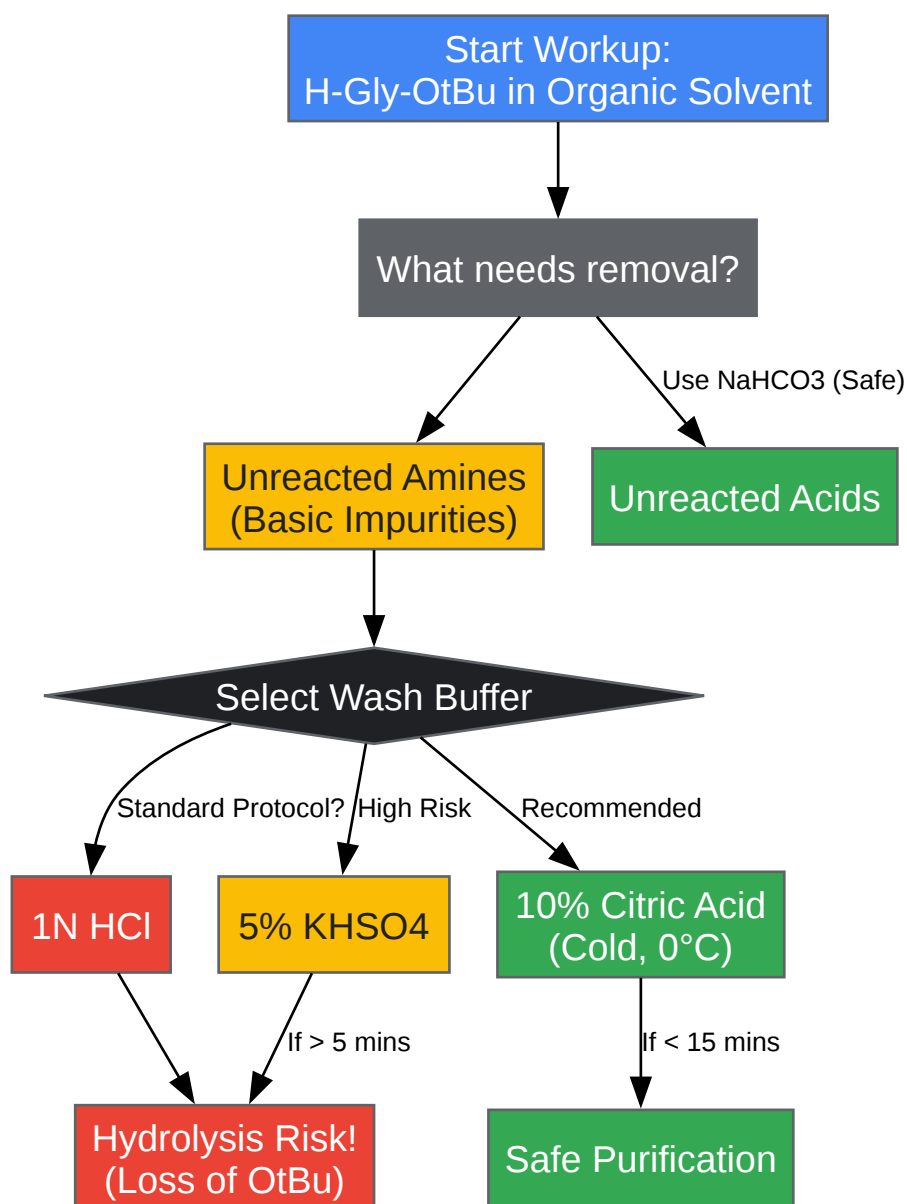 Start Workup:
H-Gly-OtBu in Organic Solvent
What needs removal?
Use NaHCO3 (Safe)
Unreacted Amines
(Basic Impurities)
Unreacted Acids
Select Wash Buffer
Standard Protocol?
High Risk
Recommended
1N HCl
5% KHSO4
10% Citric Acid
(Cold, 0°C)
If > 5 mins
If < 15 mins
Hydrolysis Risk!
(Loss of OtBu)
Safe Purification